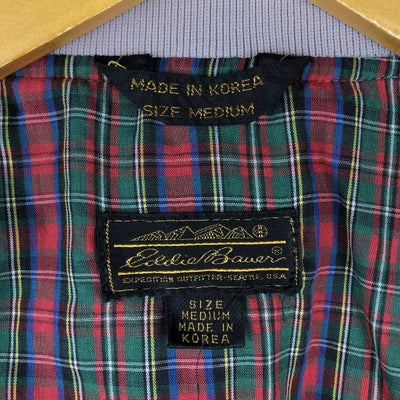 MADE IN KOREA
SIZE MEDIUM
Eddie Bauer ®
EXPEDITION OUTFITTER-SEATTLE, U.S.A.
SIZE
MEDIUM
MADE IN
KOREA